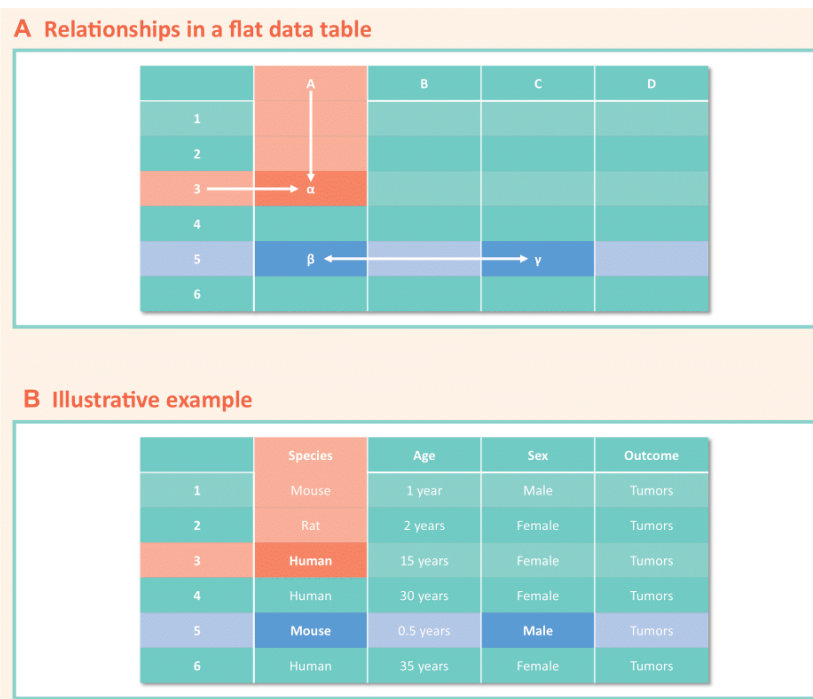 A Relationships in a flat data table
A B C D
1
2
3 α
4
5 β γ
6
B Illustrative example
Species Age Sex Outcome
1 Mouse 1 year Male Tumors
2 Rat 2 years Female Tumors
3 Human 15 years Female Tumors
4 Human 30 years Female Tumors
5 Mouse 0.5 years Male Tumors
6 Human 35 years Female Tumors